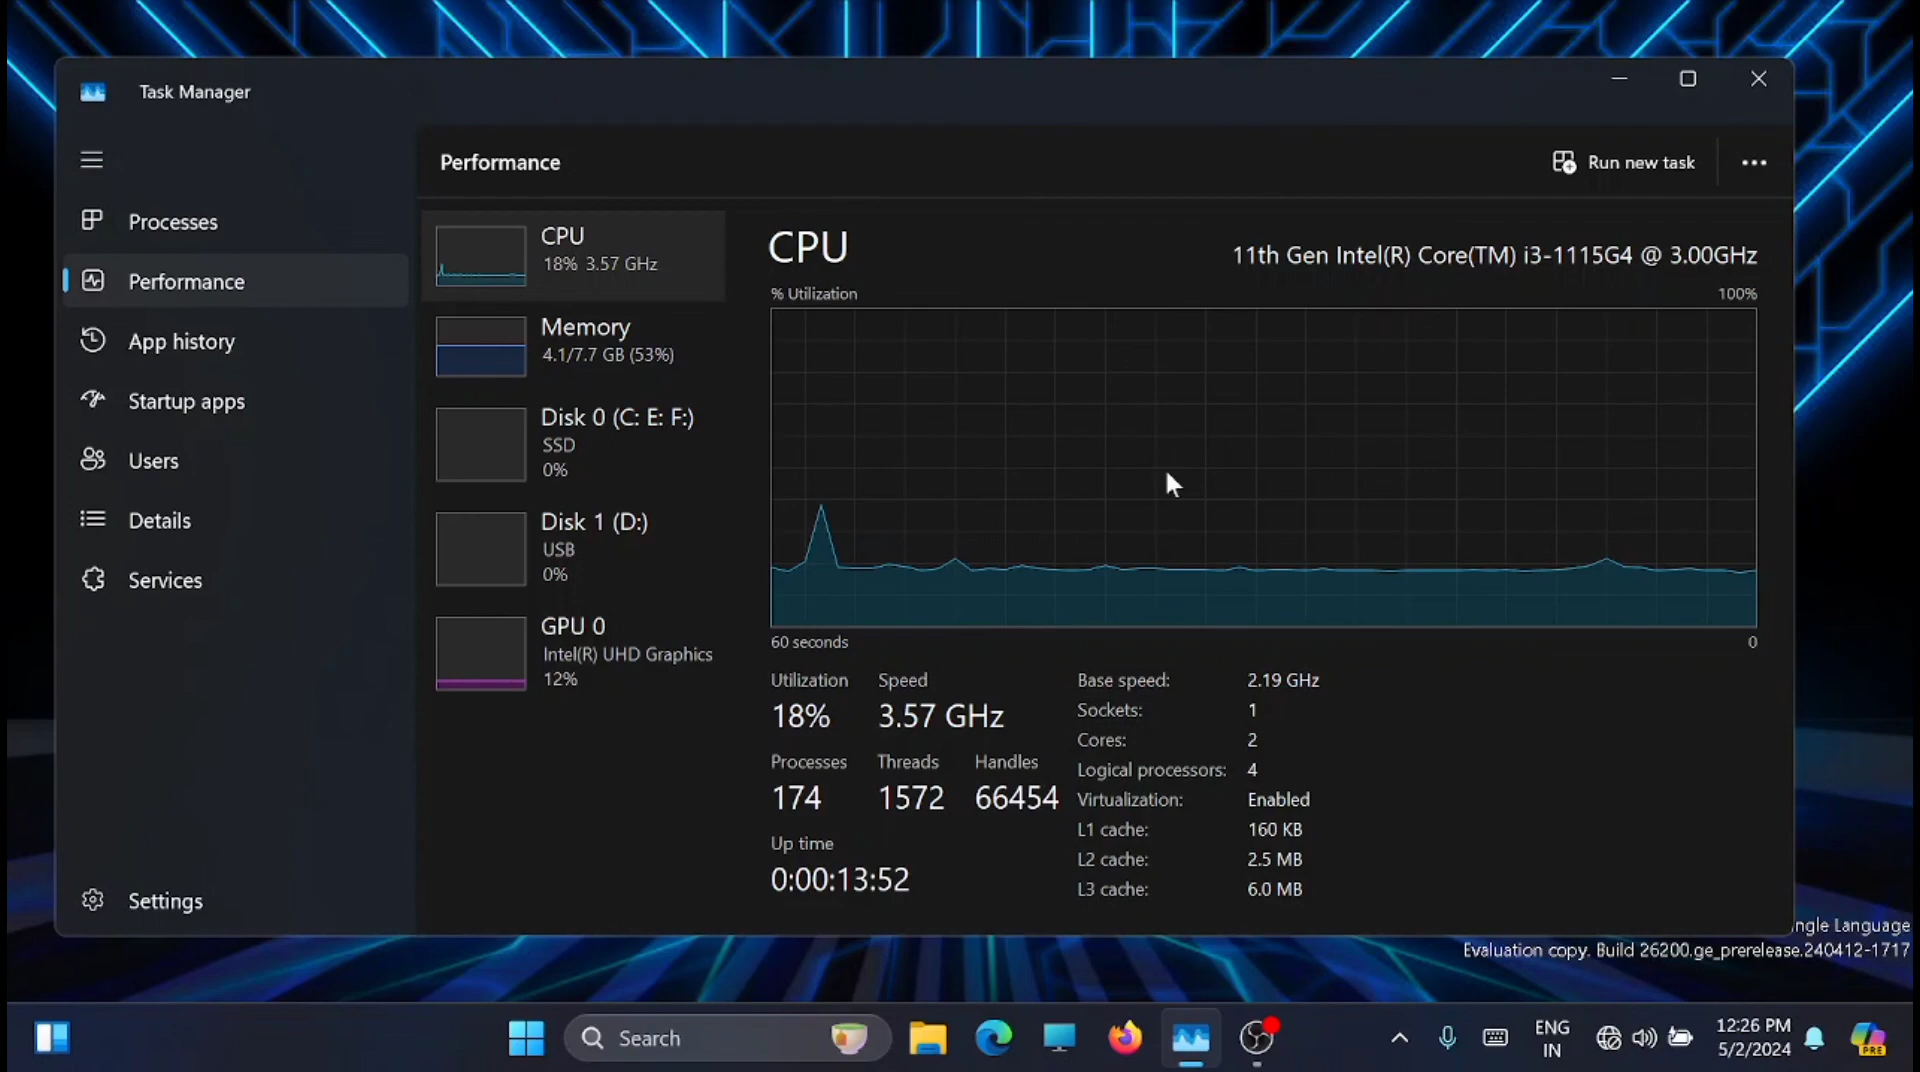 Task Manager
Performance
Run new task
Processes
Performance
App history
Startup apps
Users
Details
Services
Settings
CPU
18% 3.57 GHz
Memory
4.1/7.7 GB (53%)
Disk 0 (C: E: F:)
SSD
0%
Disk 1 (D:)
USB
0%
GPU 0
Intel(R) UHD Graphics
12%
CPU
11th Gen Intel(R) Core(TM) i3-1115G4 @ 3.00GHz
% Utilization 100%
60 seconds 0
Utilization Speed
18% 3.57 GHz
Processes Threads Handles
174 1572 66454
Up time
0:00:13:52
Base speed: 2.19 GHz
Sockets: 1
Cores: 2
Logical processors: 4
Virtualization: Enabled
L1 cache: 160 KB
L2 cache: 2.5 MB
L3 cache: 6.0 MB
Language
Evaluation copy. Build 26200.ge_prerelease.240412-1717
Search
ENG
IN
12:26 PM
5/2/2024
PRE